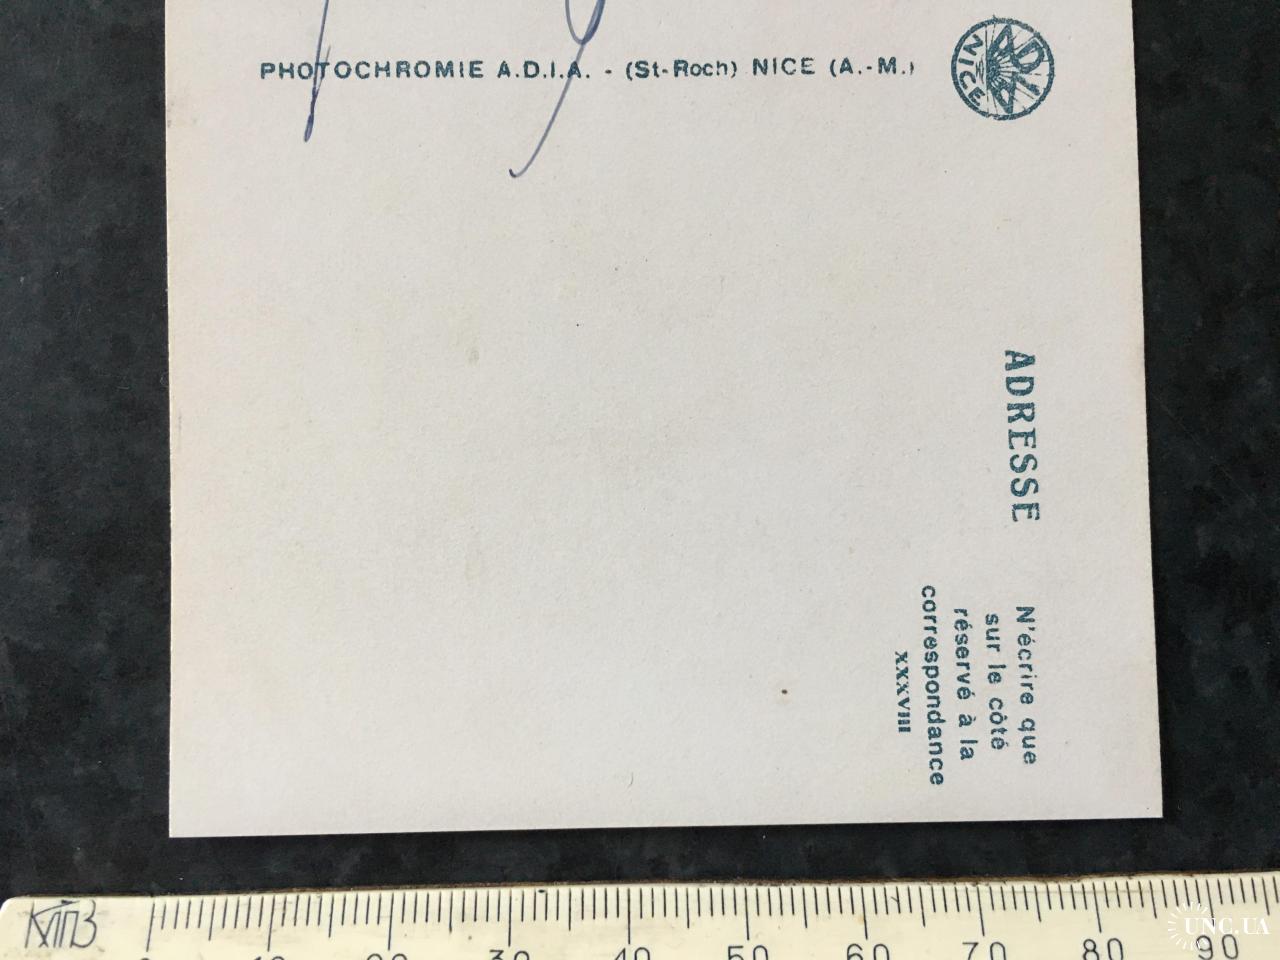 PHOTOCHROMIE A.D.I.A. - (St-Roch) NICE (A.-M.)
ADIA
NICE
ADRESSE
N'écrire que
sur le côté
réservé à la
correspondance
XXXVIII
10 20 30 40 50 60 70 80 90
UNC.UA